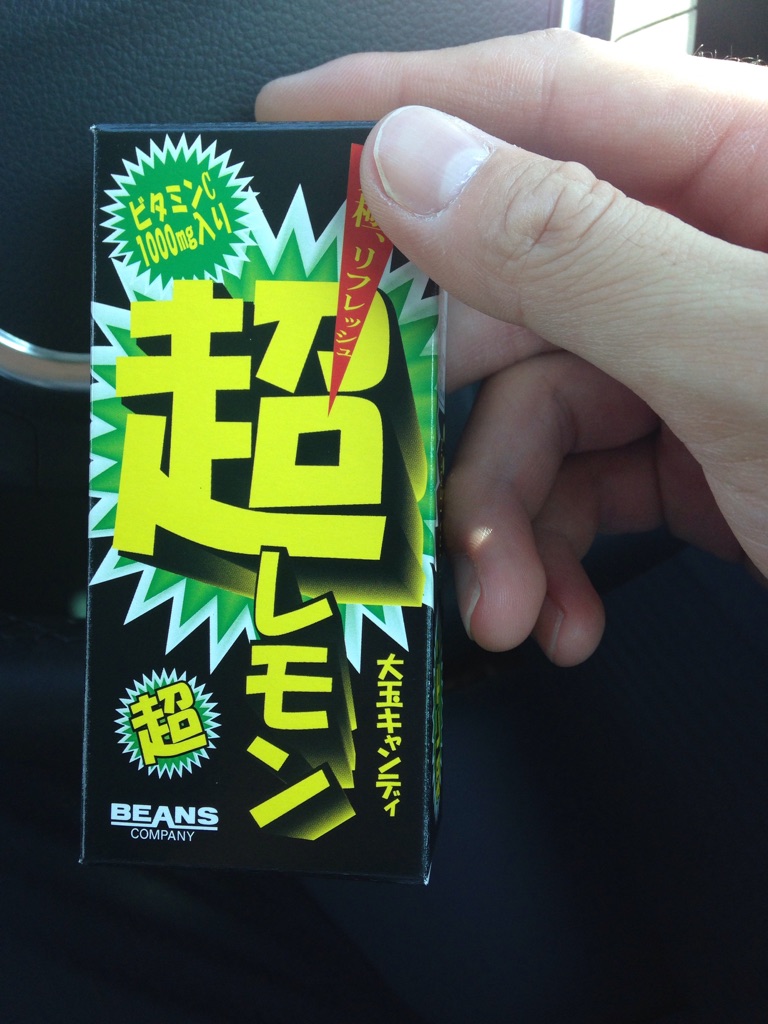 ビタミンC
1000mg入り
極、リフレッシュ
超
レモン
大玉キャンディ
超
BEANS
COMPANY